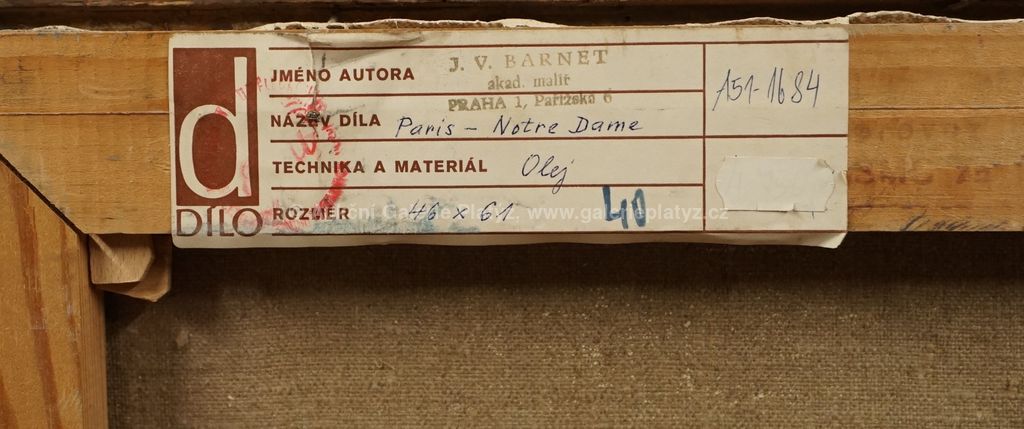 d
DÍLO
JMÉNO AUTORA
J. V. BARNET
akad. malíř
PRAHA 1, Pařížská 6
NÁZEV DÍLA Paris - Notre Dame
TECHNIKA A MATERIÁL Olej
ROZMĚR 46 x 61
40
151-1684
www.galerieplatyz.cz